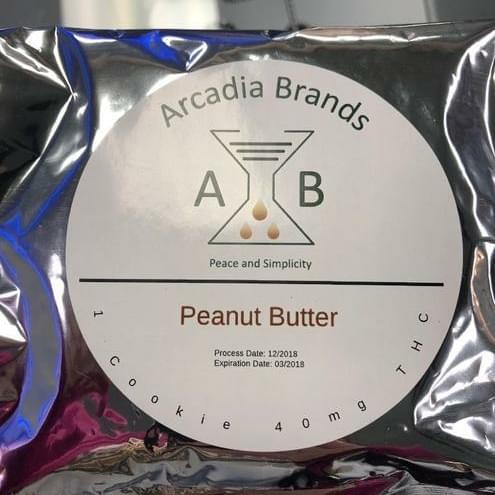 Arcadia Brands
A B
Peace and Simplicity
Peanut Butter
Process Date: 12/2018
Expiration Date: 03/2018
1 Cookie 40mg THC